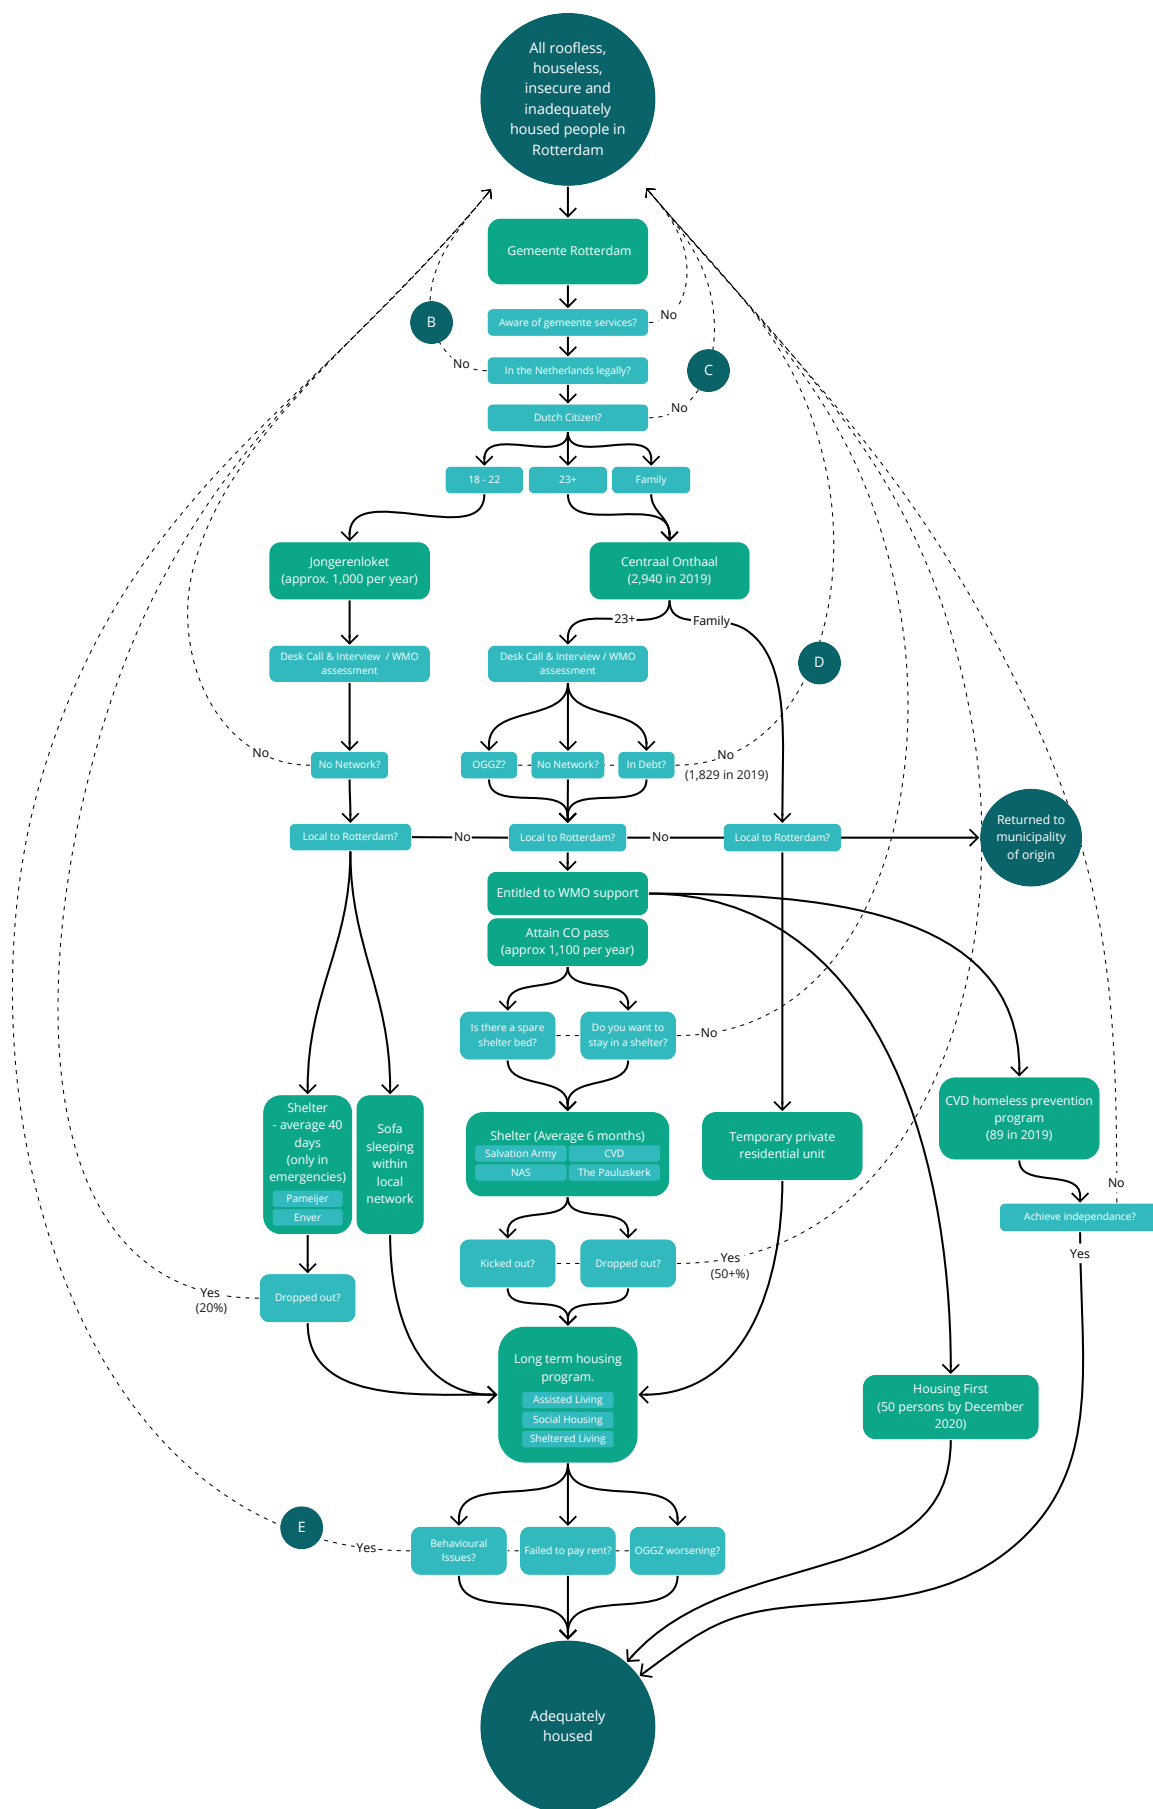 All roofless,
houseless,
insecure and
inadequately
housed people in
Rotterdam
Gemeente Rotterdam
B
Aware of gemeente services?
No
No
In the Netherlands legally?
C
Dutch Citizen?
No
18 - 22
23+
Family
Jongerenloket
(approx. 1,000 per year)
Centraal Onthaal
(2,940 in 2019)
23+
Family
Desk Call & Interview / WMO
assessment
Desk Call & Interview / WMO
assessment
D
No
No Network?
OGGZ?
No Network?
In Debt?
No
(1,829 in 2019)
Local to Rotterdam?
No
Local to Rotterdam?
No
Local to Rotterdam?
Returned to
municipality
of origin
Entitled to WMO support
Attain CO pass
(approx 1,100 per year)
Is there a spare
shelter bed?
Do you want to
stay in a shelter?
No
Shelter
- average 40
days
(only in
emergencies)
Pameijer
Enver
Sofa
sleeping
within
local
network
Shelter (Average 6 months)
Salvation Army
CVD
NAS
The Pauluskerk
Temporary private
residential unit
CVD homeless prevention
program
(89 in 2019)
No
Achieve independance?
Yes
Kicked out?
Dropped out?
Yes
(50+%)
Yes
(20%)
Dropped out?
Long term housing
program.
Assisted Living
Social Housing
Sheltered Living
Housing First
(50 persons by December
2020)
E
Yes
Behavioural
Issues?
Failed to pay rent?
OGGZ worsening?
Adequately
housed